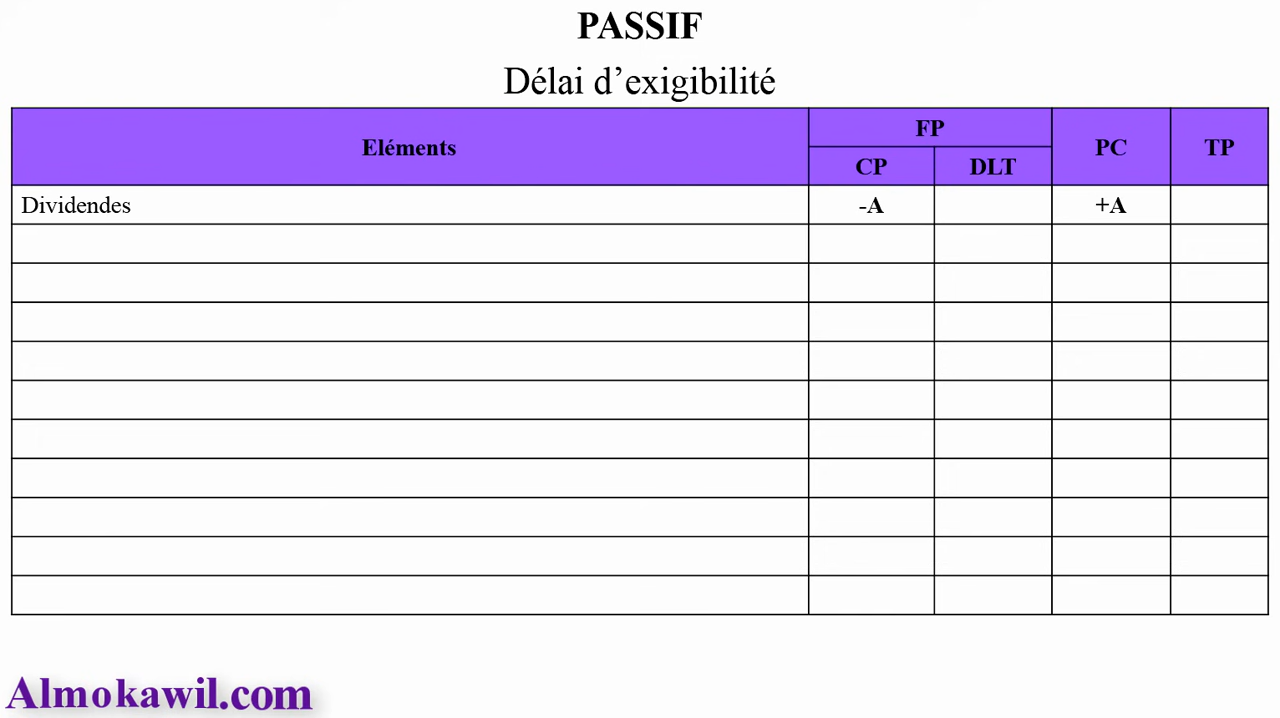 PASSIF
Délai d’exigibilité
Eléments FP PC TP
CP DLT
Dividendes -A +A
Almokawil.com